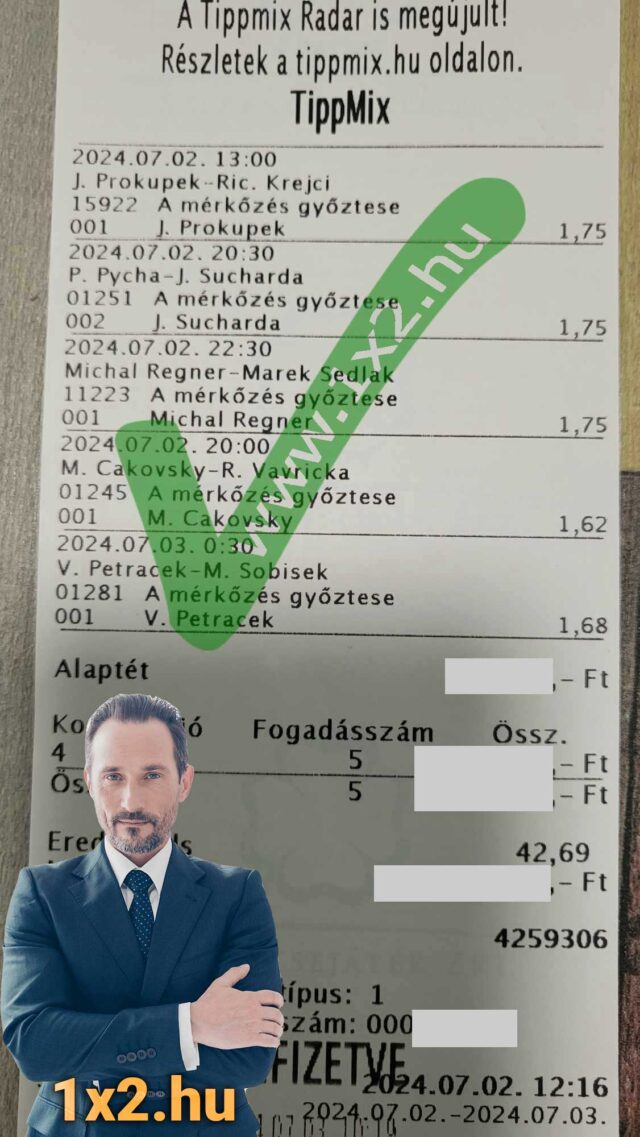 A Tippmix Radar is megújult!
Részletek a tippmix.hu oldalon.
TippMix
2024.07.02. 13:00
J. Prokupek-Ric. Krejci
15922 A mérkőzés győztese
001 J. Prokupek 1,75
2024.07.02. 20:30
P. Pycha-J. Sucharda
01251 A mérkőzés győztese
002 J. Sucharda 1,75
2024.07.02. 22:30
Michal Regner-Marek Sedlak
11223 A mérkőzés győztese
001 Michal Regner 1,75
2024.07.02. 20:00
M. Cakovsky-R. Vavricka
01245 A mérkőzés győztese
001 M. Cakovsky 1,62
2024.07.03. 0:30
V. Petracek-M. Sobisek
01281 A mérkőzés győztese
001 V. Petracek 1,68
www.1x2.hu
Alaptét ,- Ft
Fogadásszám Össz.
4 5 ,- Ft
5 ,- Ft
42,69
,- Ft
4259306
típus: 1
szám: 000
FIZETVE
2024.07.02. 12:16
2024.07.02.-2024.07.03.
1x2.hu